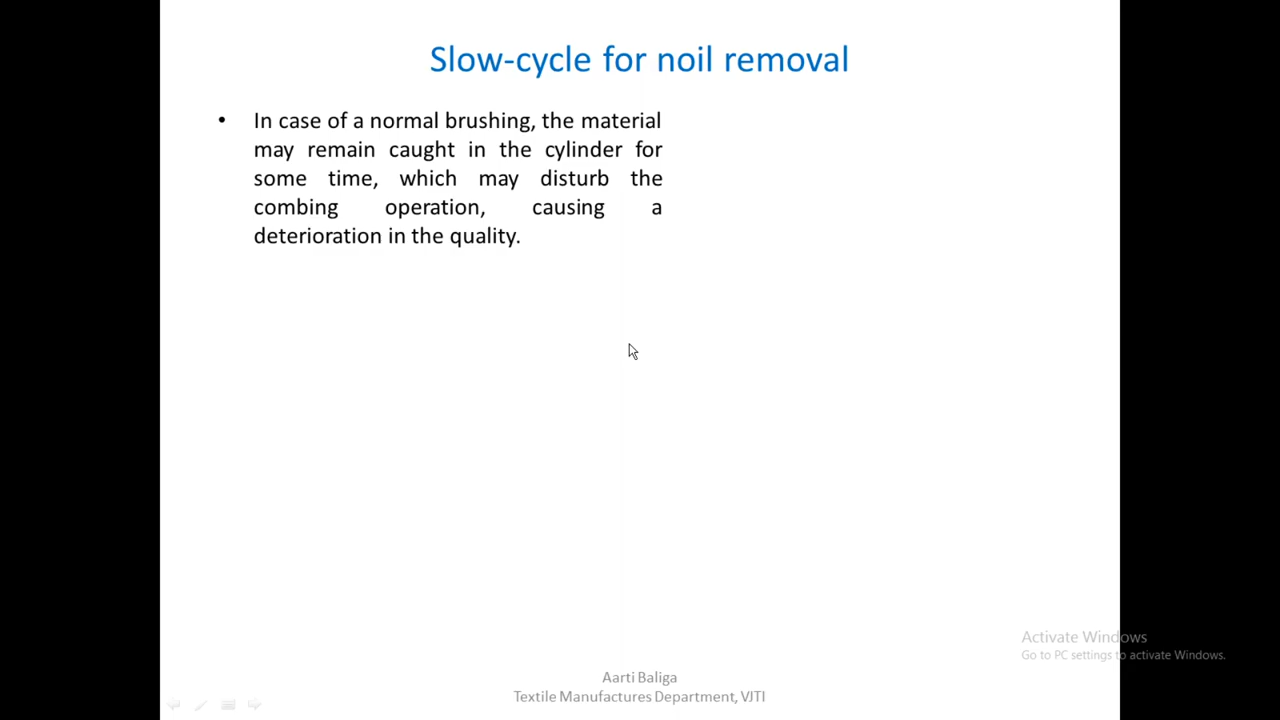 Slow-cycle for noil removal
• In case of a normal brushing, the material
may remain caught in the cylinder for
some time, which may disturb the
combing operation, causing a
deterioration in the quality.
Activate Windows
Go to PC settings to activate Windows.
Aarti Baliga
Textile Manufactures Department, VJTI